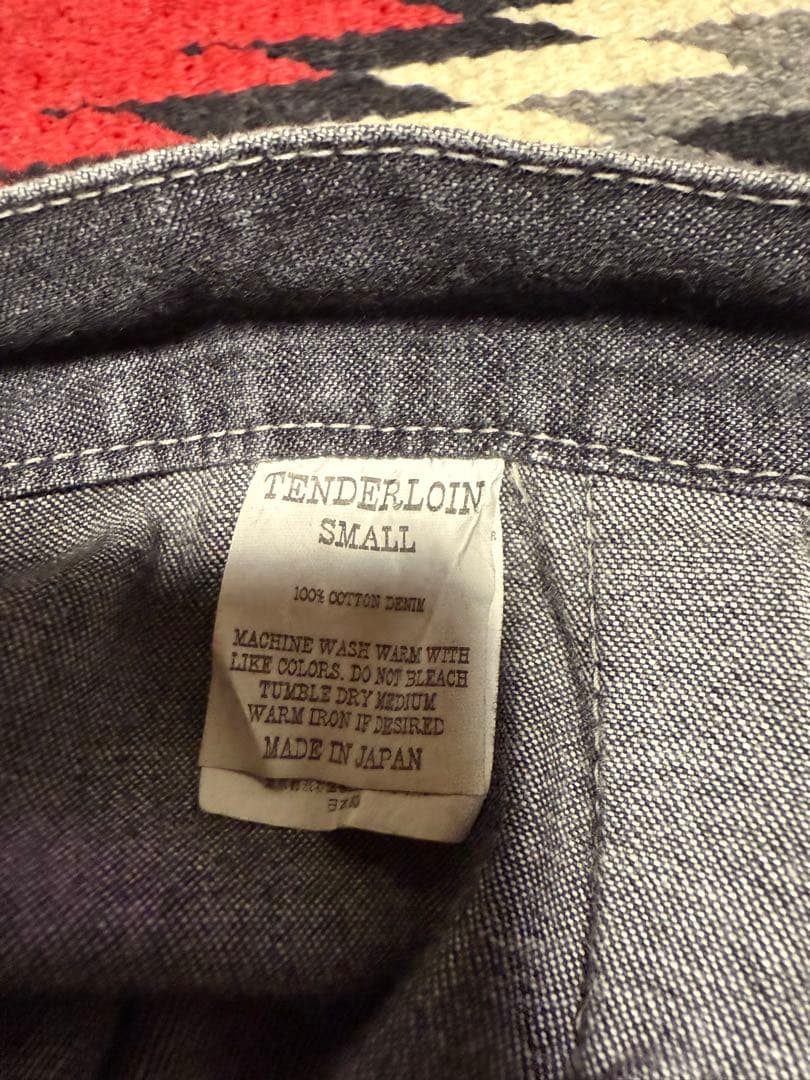 TENDERLOIN
SMALL
100% COTTON DENIM
MACHINE WASH WARM WITH
LIKE COLORS. DO NOT BLEACH
TUMBLE DRY MEDIUM
WARM IRON IF DESIRED
MADE IN JAPAN